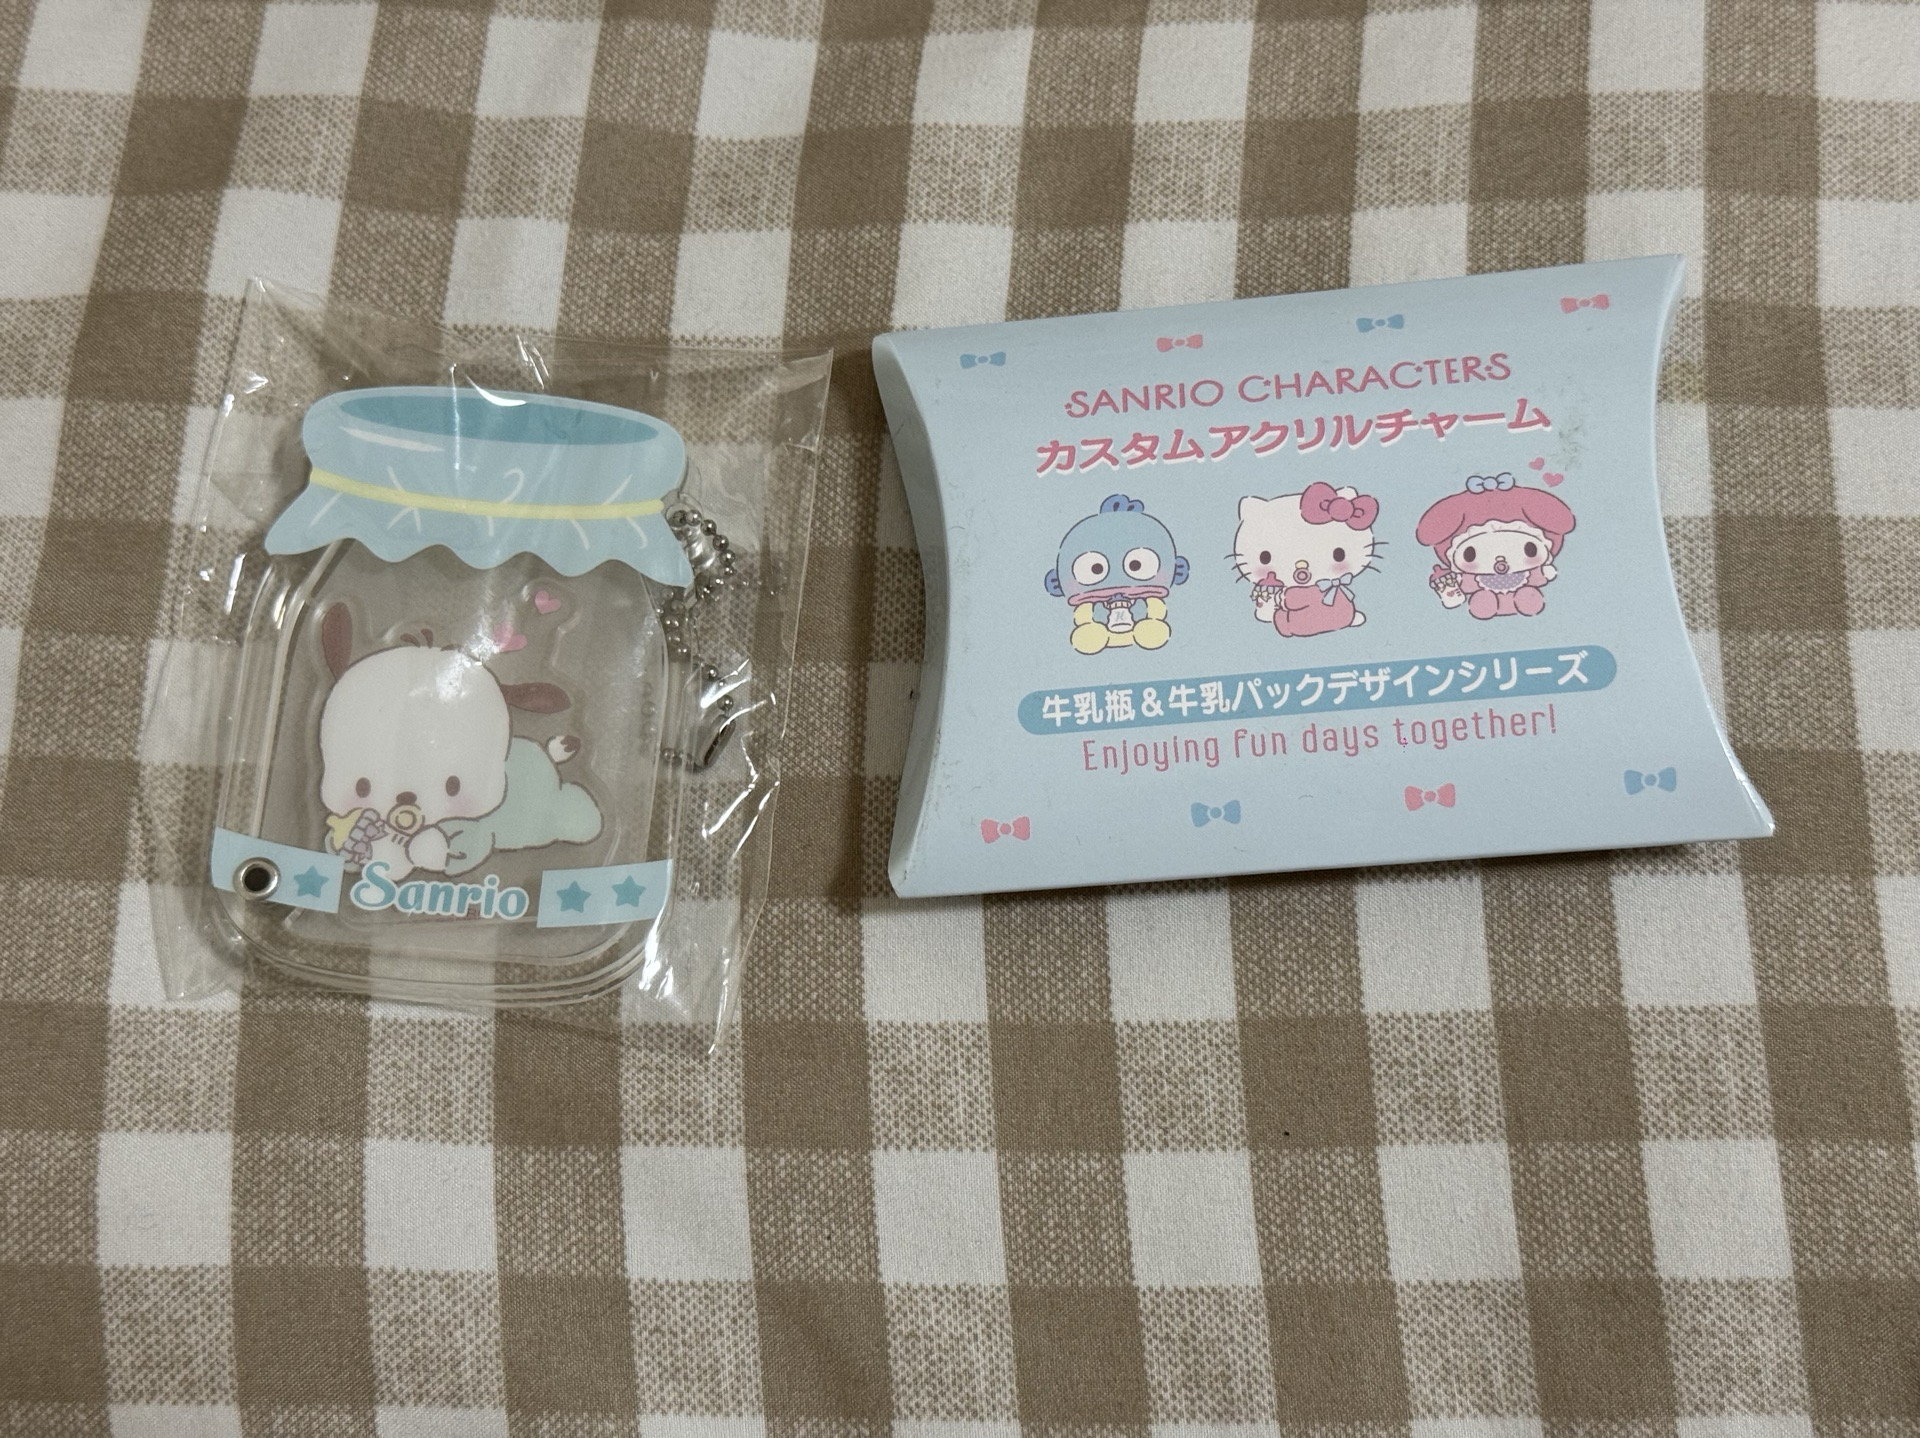 Sanrio
SANRIO CHARACTERS
カスタムアクリルチャーム
牛乳瓶&牛乳パックデザインシリーズ
Enjoying fun days together!